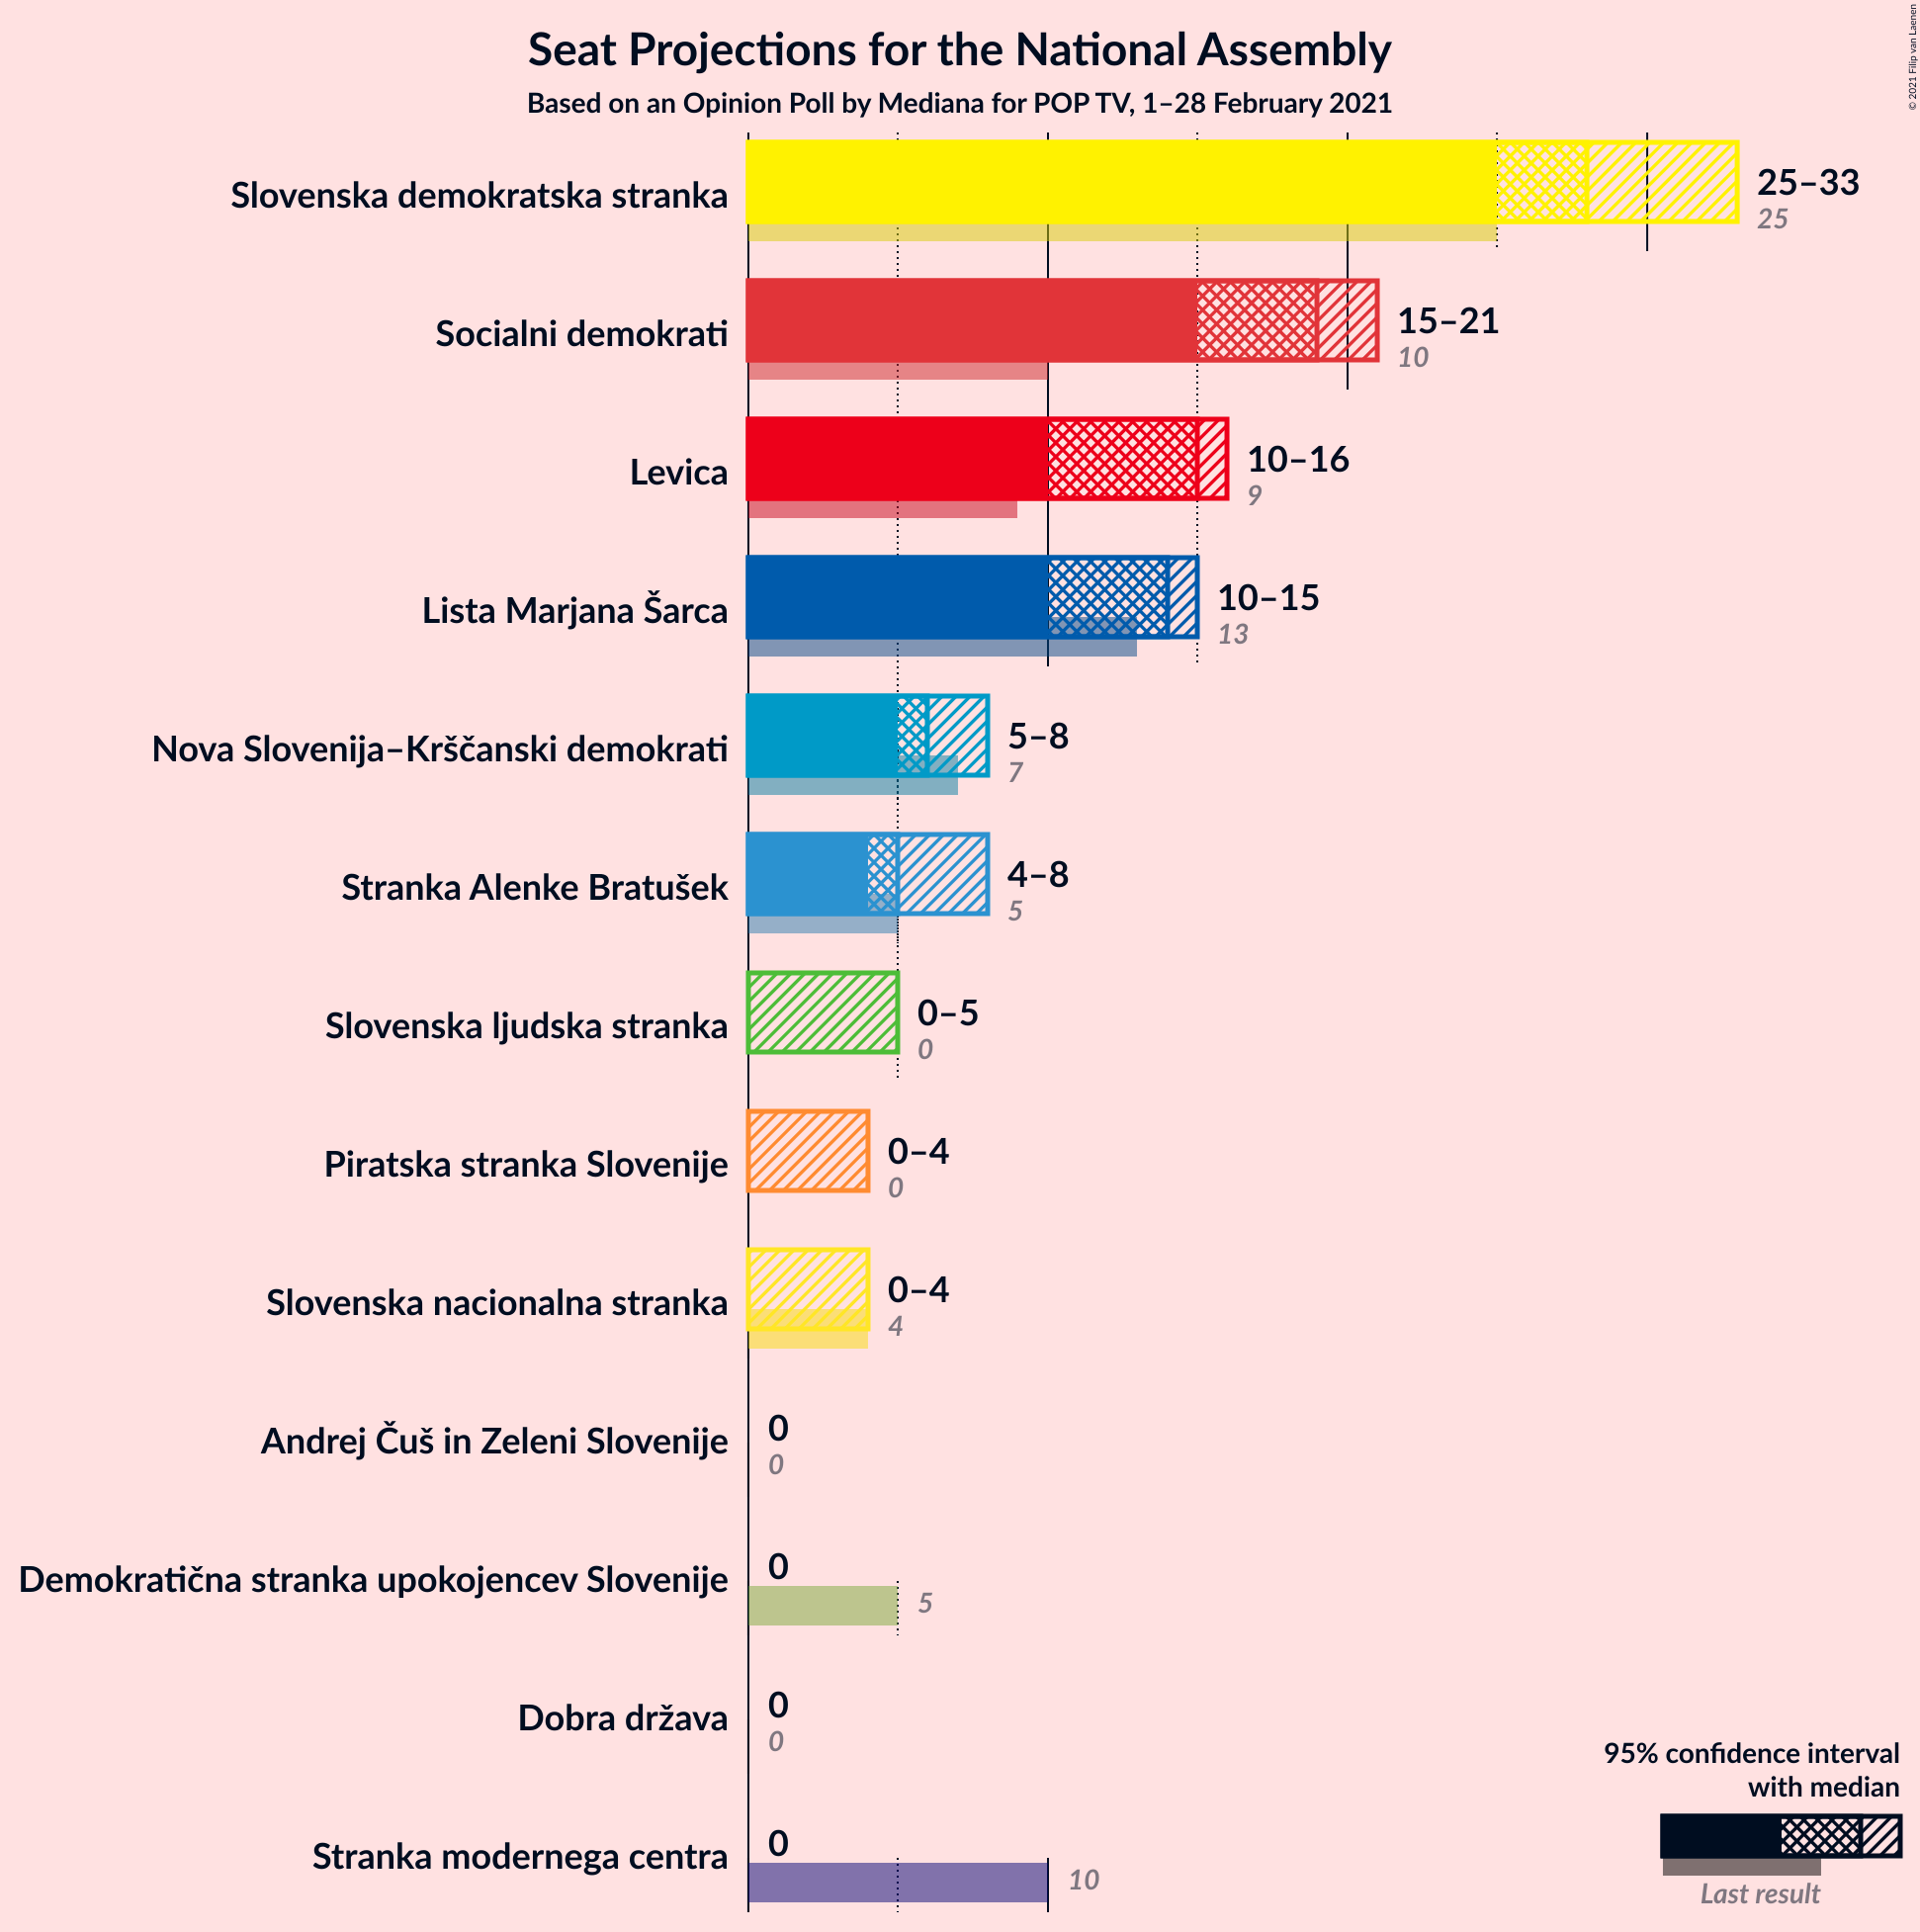 Seat Projections for the National Assembly
Based on an Opinion Poll by Mediana for POP TV, 1–28 February 2021
© 2021 Filip van Laenen
Slovenska demokratska stranka
25–33
25
Socialni demokrati
15–21
10
Levica
10–16
9
Lista Marjana Šarca
10–15
13
Nova Slovenija–Krščanski demokrati
5–8
7
Stranka Alenke Bratušek
4–8
5
Slovenska ljudska stranka
0–5
0
Piratska stranka Slovenije
0–4
0
Slovenska nacionalna stranka
0–4
4
Andrej Čuš in Zeleni Slovenije
0
0
Demokratična stranka upokojencev Slovenije
0
5
Dobra država
0
0
Stranka modernega centra
0
10
95% confidence interval
with median
Last result